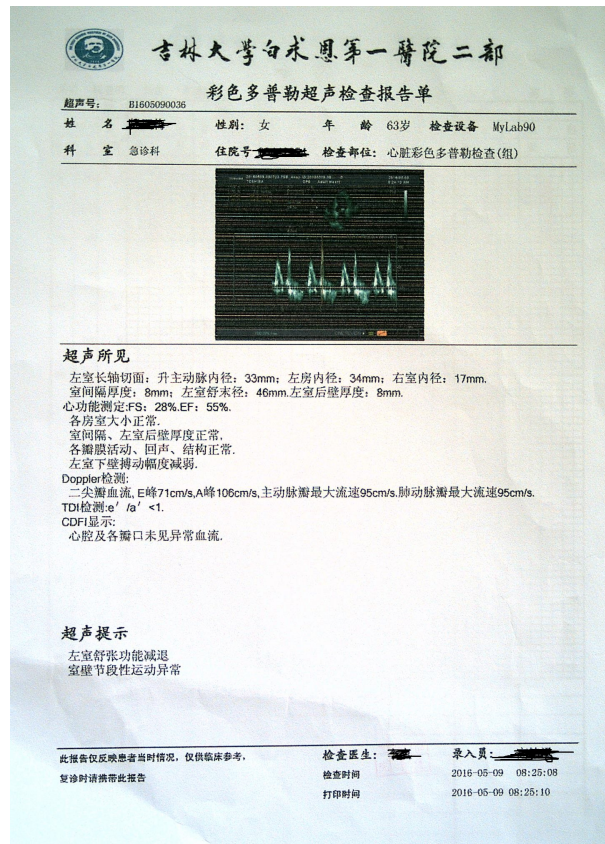 吉林大学白求恩第一醫院二部
彩色多普勒超声检查报告单
超声号： B1605090036
姓 名 性别： 女 年 龄 63岁 检查设备 MyLab90
科 室 急诊科 住院号 检查部位： 心脏彩色多普勒检查(组)
超声所见
左室长轴切面：升主动脉内径：33mm；左房内径：34mm；右室内径：17mm.
室间隔厚度：8mm；左室舒末径：46mm.左室后壁厚度：8mm.
心功能测定:FS：28%.EF：55%.
各房室大小正常.
室间隔、左室后壁厚度正常,
各瓣膜活动、回声、结构正常.
左室下壁搏动幅度减弱.
Doppler检测:
二尖瓣血流, E峰71cm/s,A峰106cm/s,主动脉瓣最大流速95cm/s.肺动脉瓣最大流速95cm/s.
TDI检测:e′/a′<1.
CDFI显示:
心腔及各瓣口未见异常血流.
超声提示
左室舒张功能减退
室壁节段性运动异常
此报告仅反映患者当时情况，仅供临床参考， 检查医生： 录入员：
复诊时请携带此报告 检查时间 2016-05-09 08:25:08
打印时间 2016-05-09 08:25:10